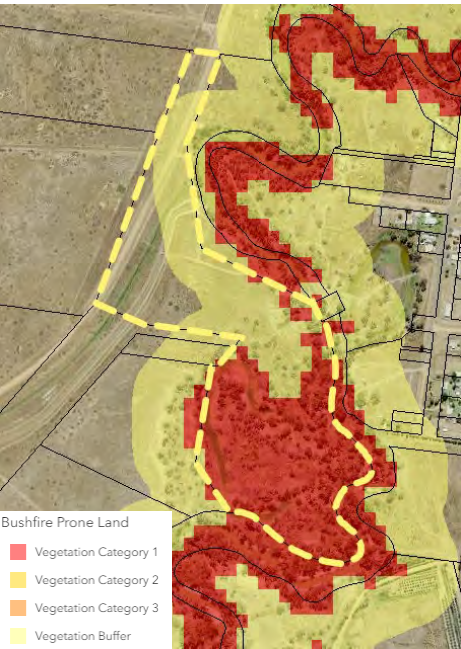 Bushfire Prone Land
Vegetation Category 1
Vegetation Category 2
Vegetation Category 3
Vegetation Buffer